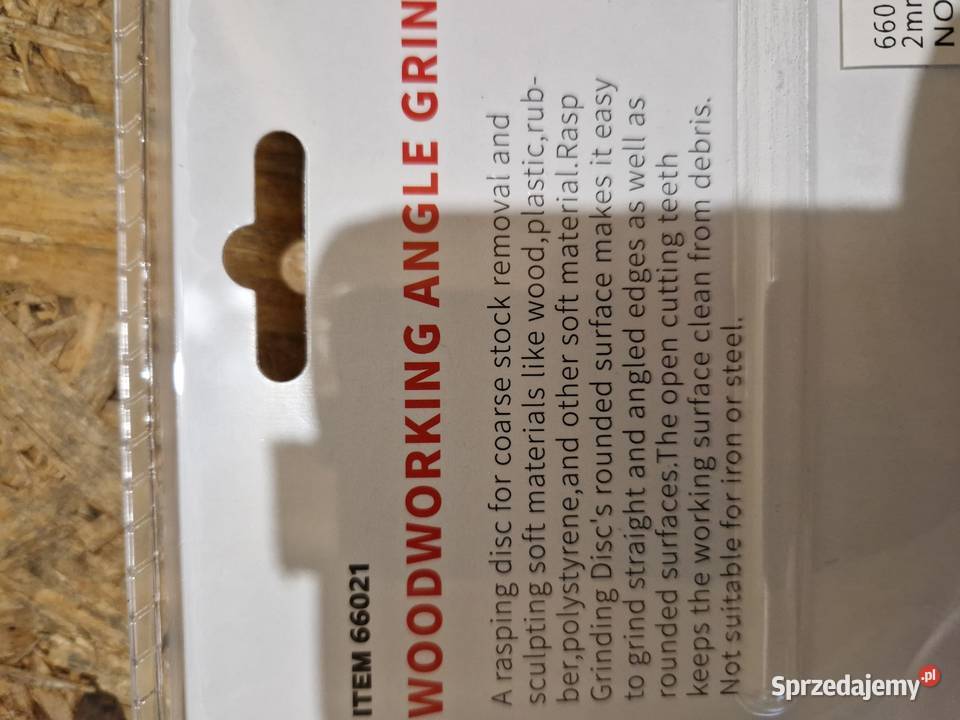 ITEM 66021
WOODWORKING ANGLE GRIN
A rasping disc for coarse stock removal and
sculpting soft materials like wood,plastic,rub-
ber,polystyrene,and other soft material.Rasp
Grinding Disc's rounded surface makes it easy
to grind straight and angled edges as well as
rounded surfaces.The open cutting teeth
keeps the working surface clean from debris.
Not suitable for iron or steel.
660
2mm
NO
Sprzedajemy.pl